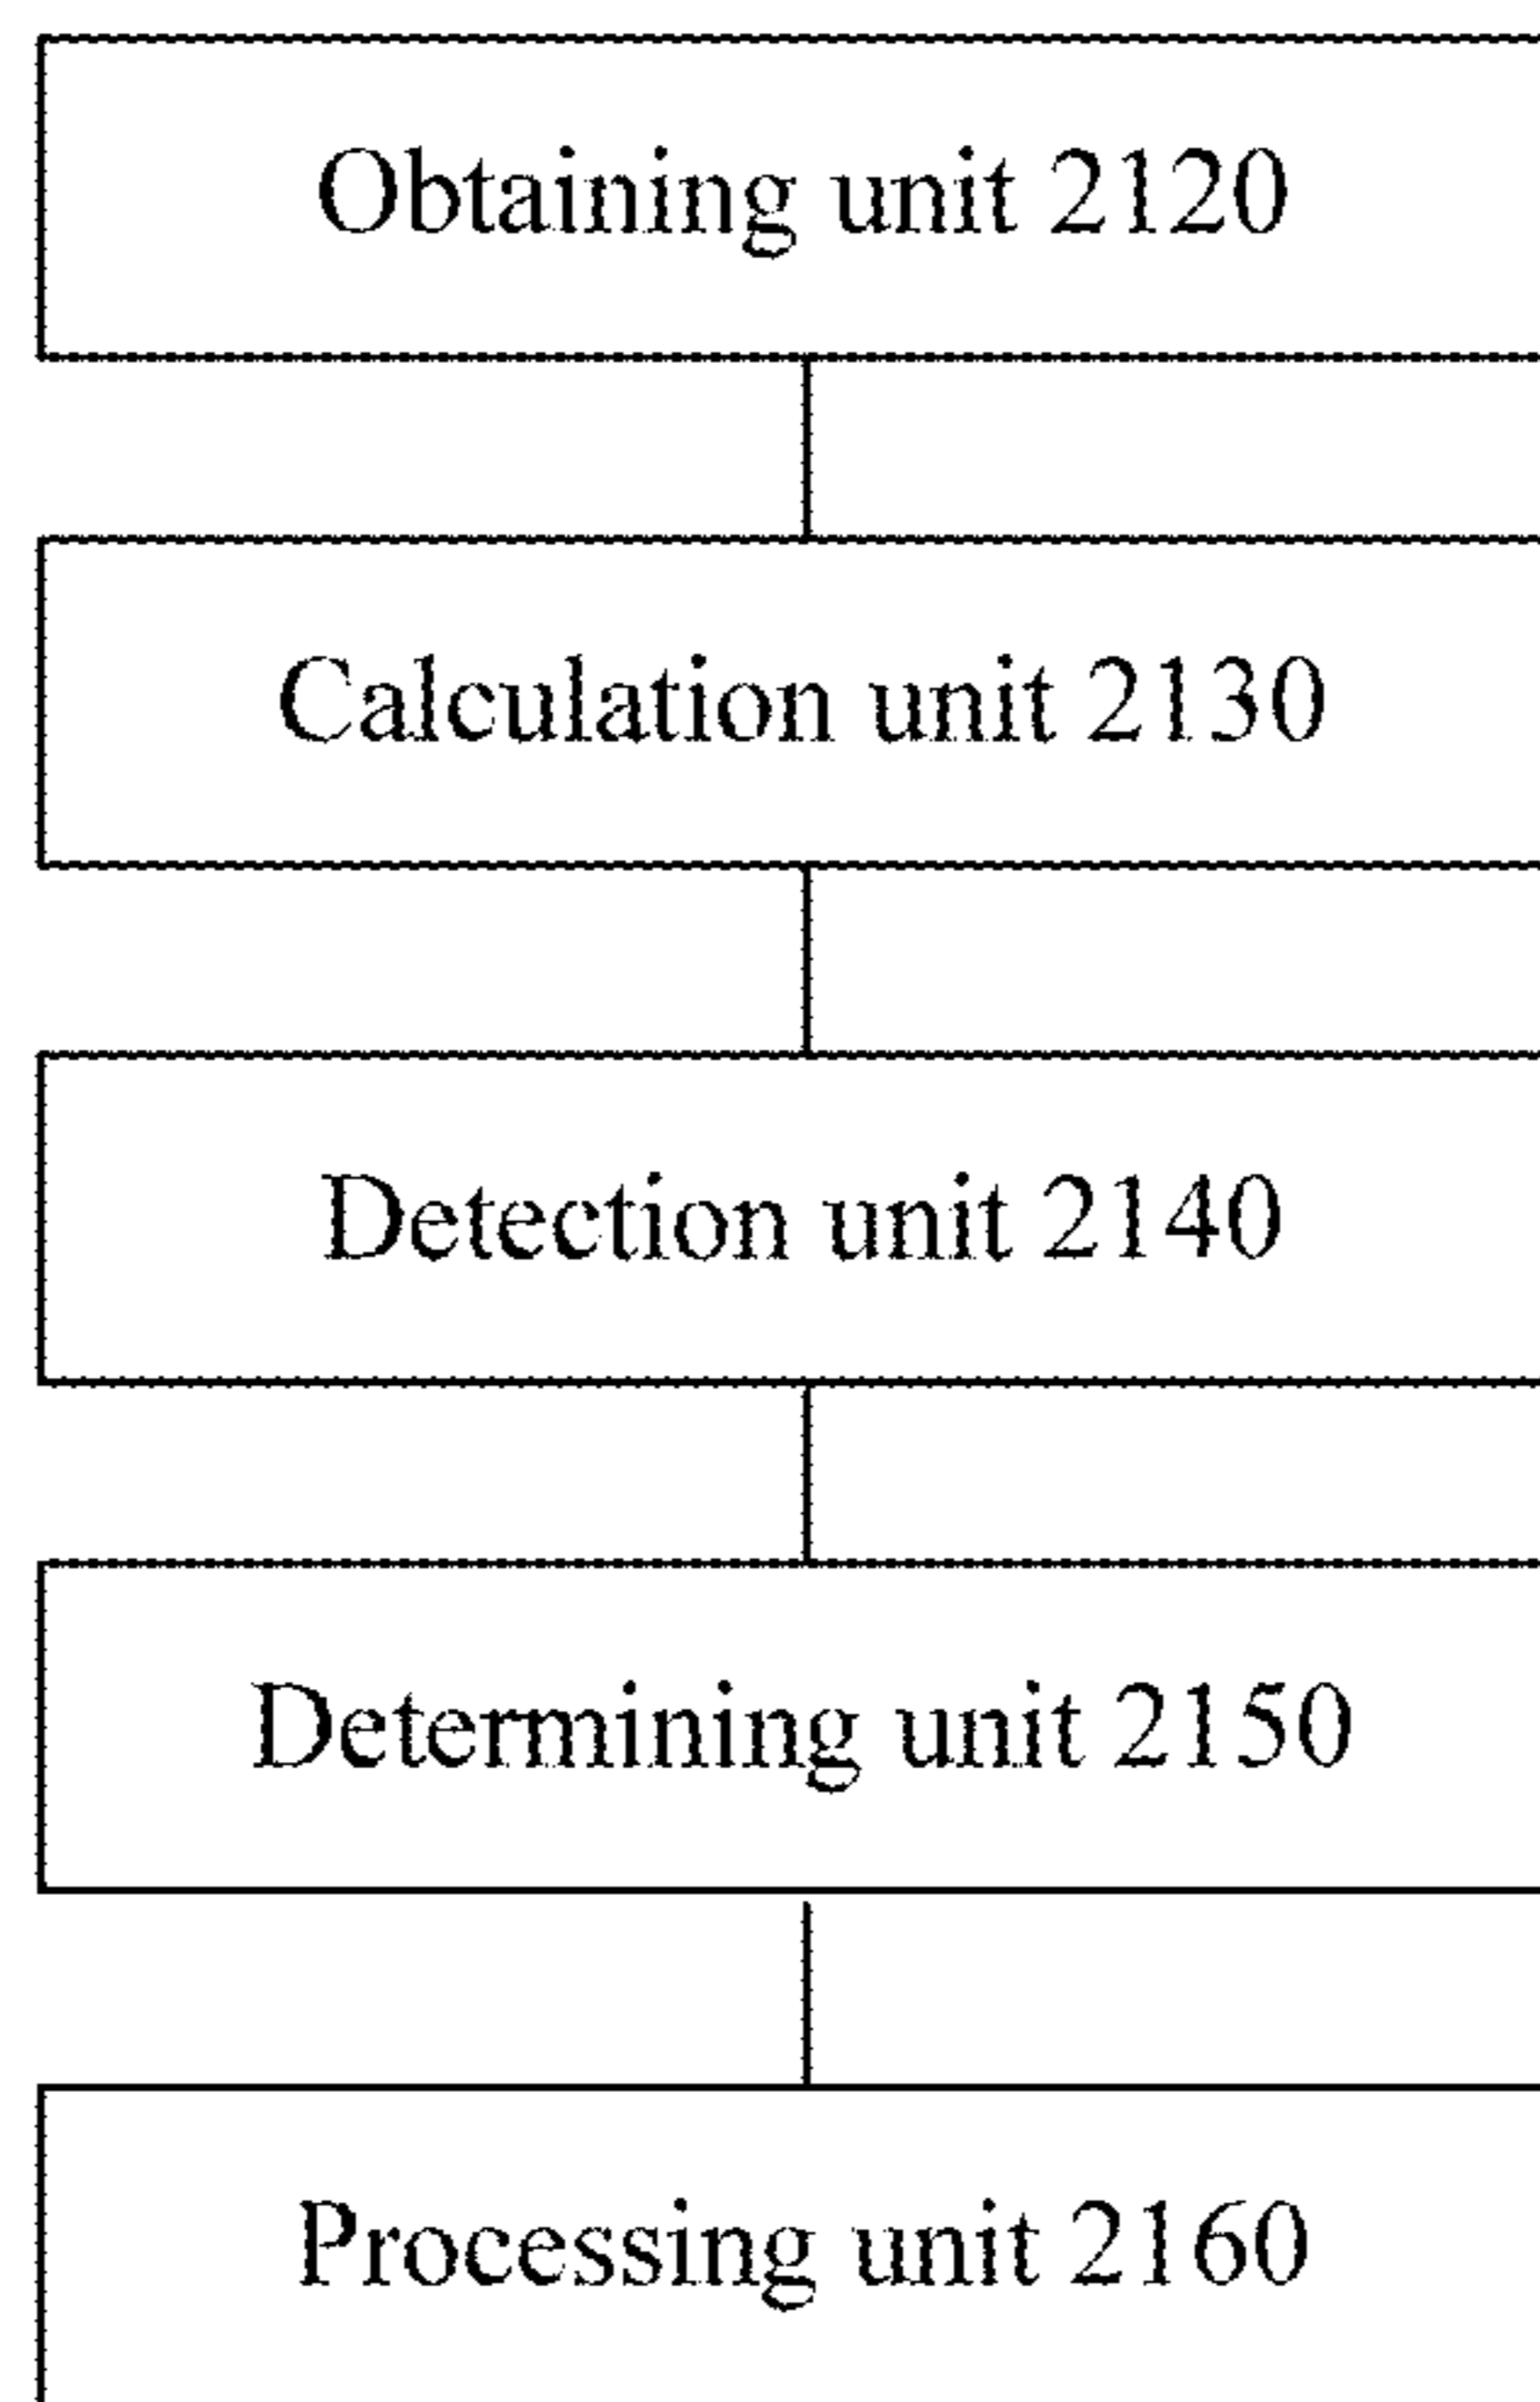 Obtaining unit 2120
Calculation unit 2130
Detection unit 2140
Determining unit 2150
Processing unit 2160